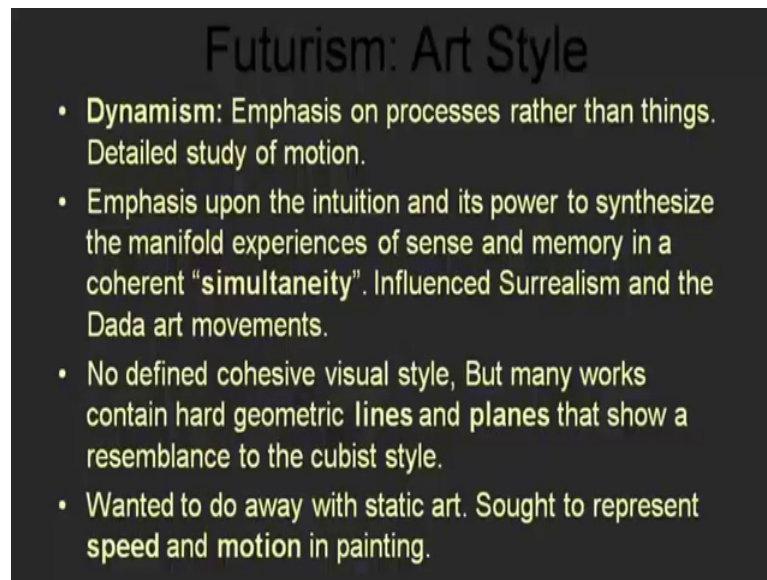 Futurism: Art Style
• Dynamism: Emphasis on processes rather than things.
Detailed study of motion.
• Emphasis upon the intuition and its power to synthesize
the manifold experiences of sense and memory in a
coherent “simultaneity”. Influenced Surrealism and the
Dada art movements.
• No defined cohesive visual style, But many works
contain hard geometric lines and planes that show a
resemblance to the cubist style.
• Wanted to do away with static art. Sought to represent
speed and motion in painting.